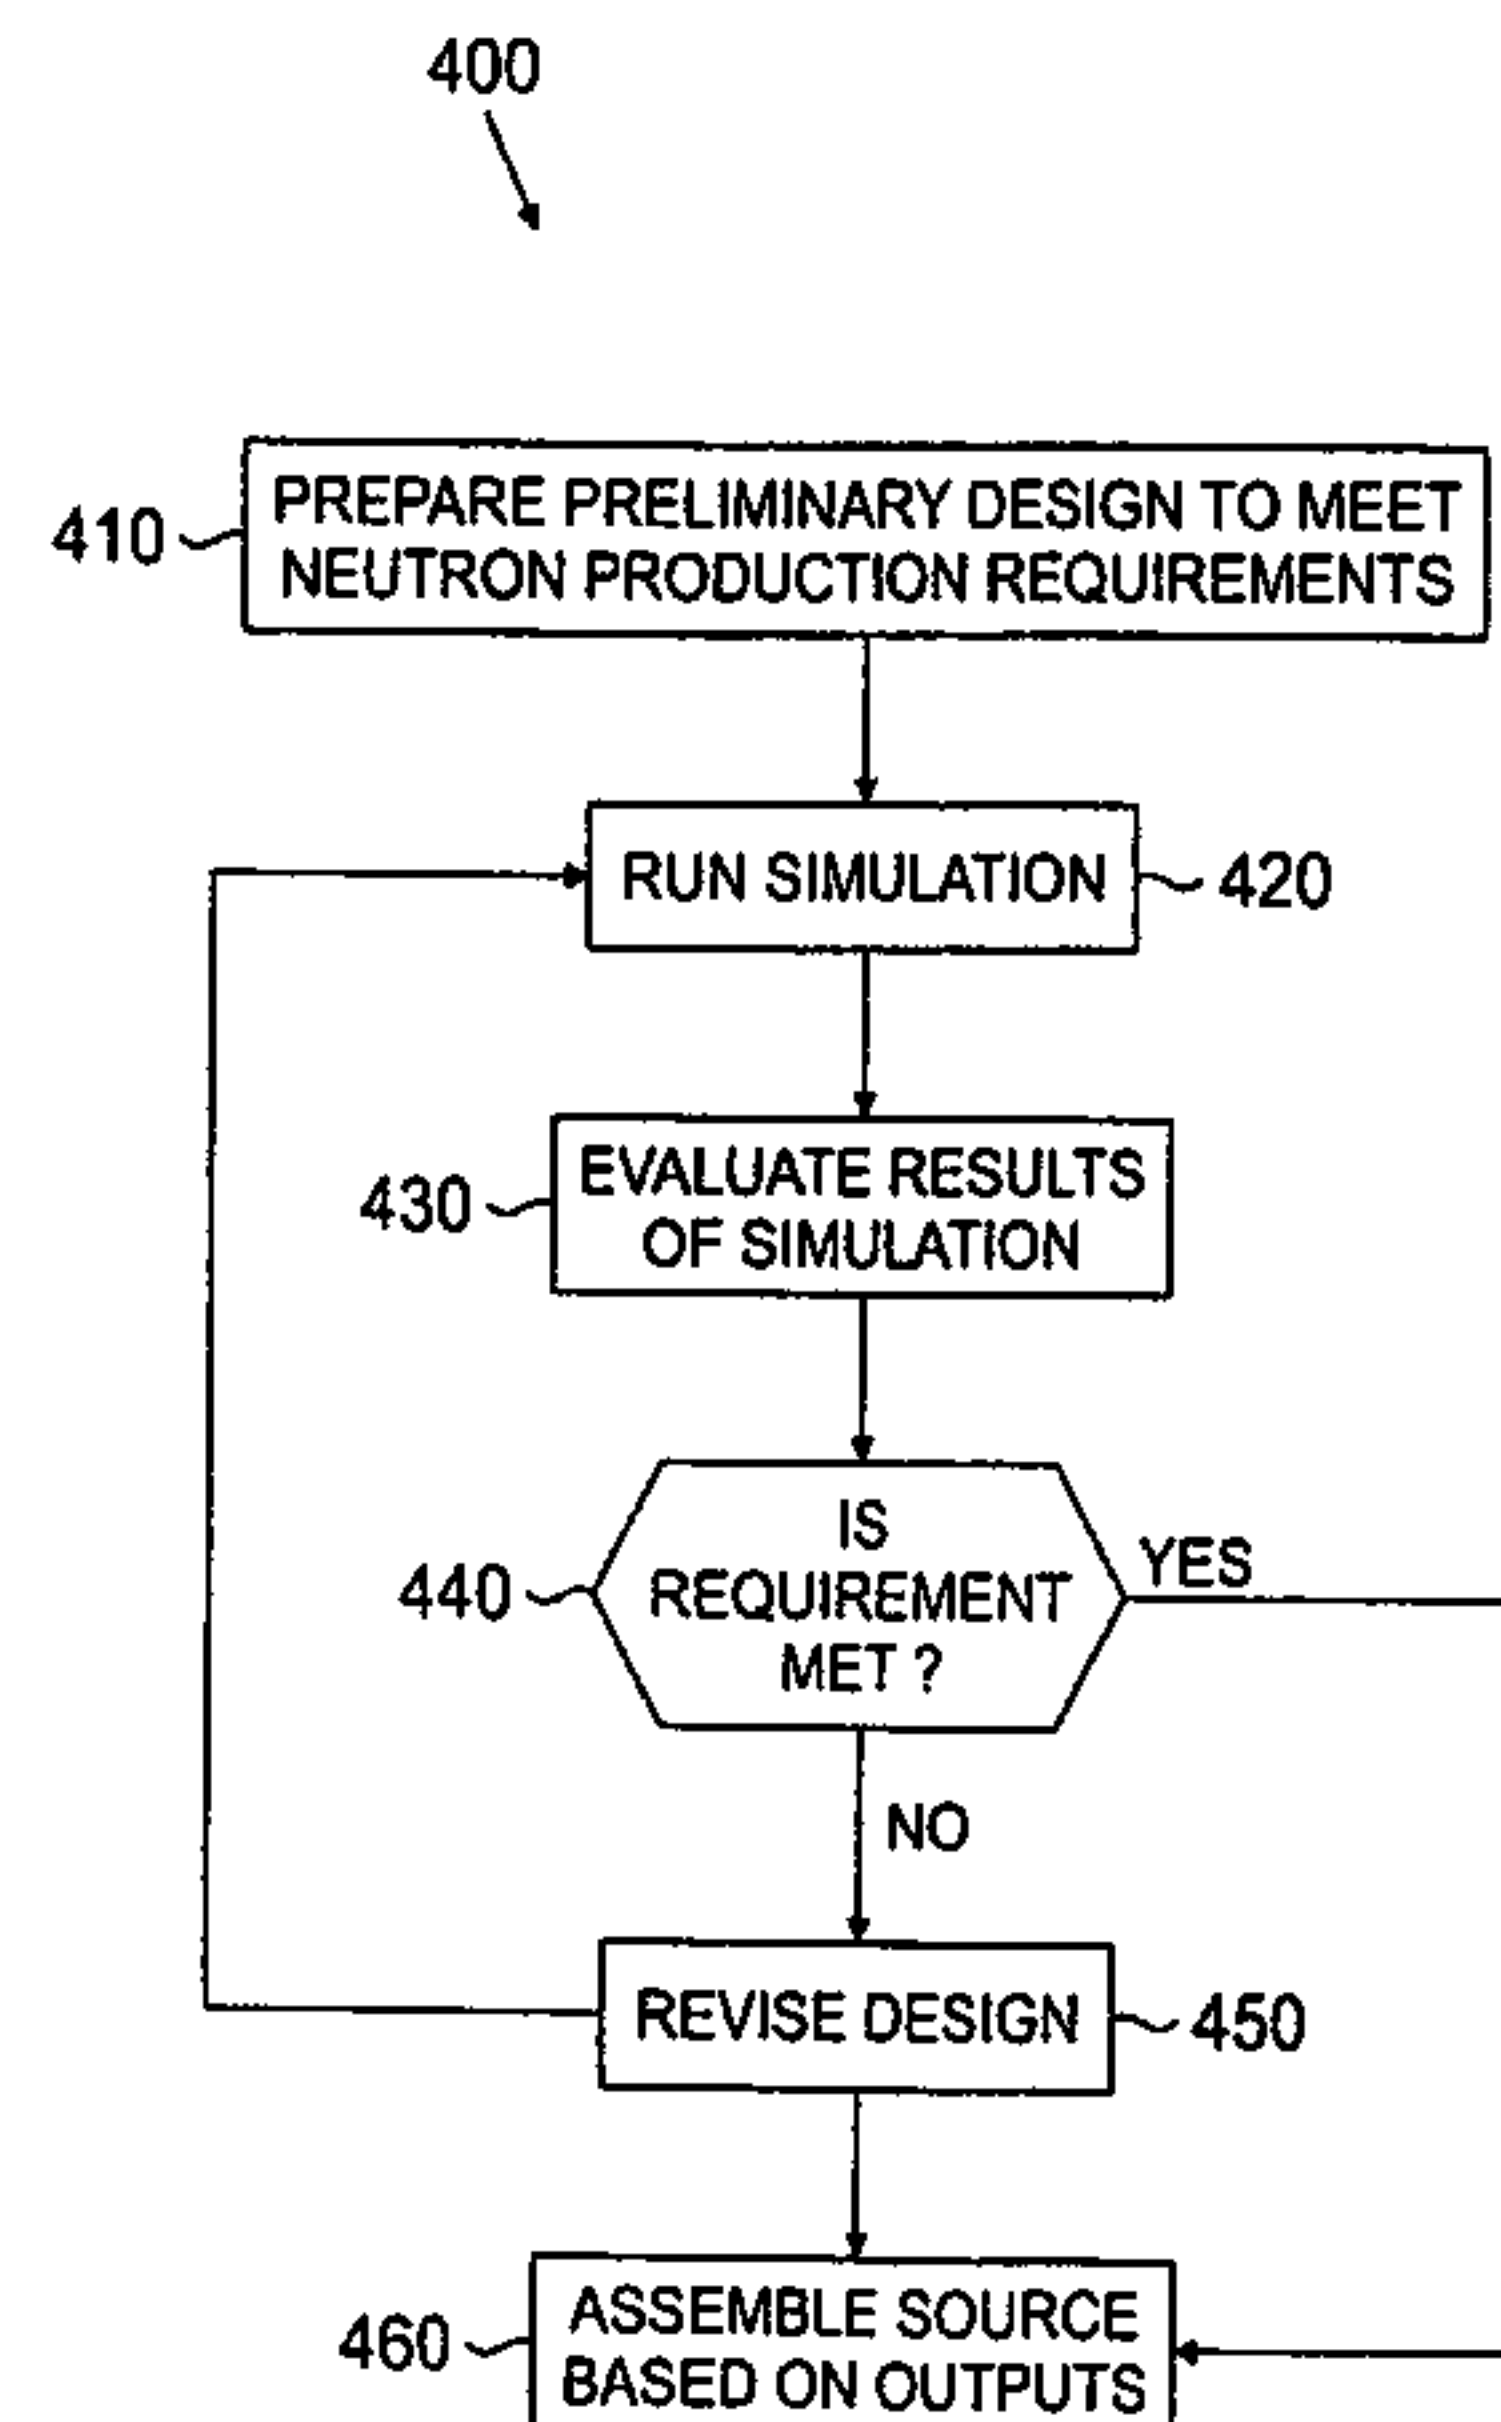 400
410
PREPARE PRELIMINARY DESIGN TO MEET
NEUTRON PRODUCTION REQUIREMENTS
RUN SIMULATION
420
430
EVALUATE RESULTS
OF SIMULATION
440
IS
REQUIREMENT
MET ?
YES
NO
REVISE DESIGN
450
460
ASSEMBLE SOURCE
BASED ON OUTPUTS